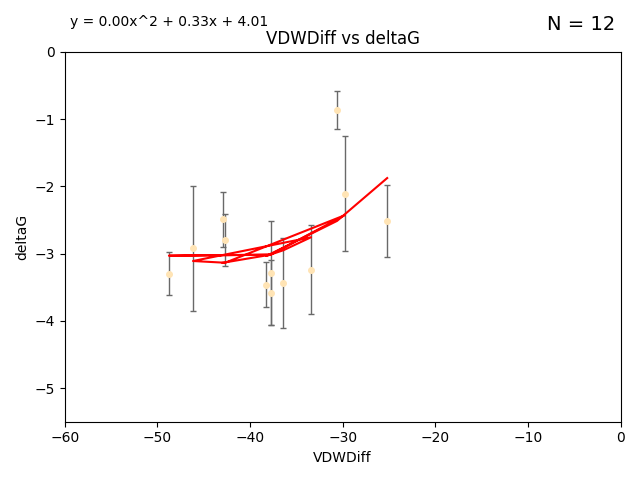 y = 0.00x^2 + 0.33x + 4.01
N = 12
VDWDiff vs deltaG
0
−1
−2
−3
−4
−5
deltaG
−60 −50 −40 −30 −20 −10 0
VDWDiff